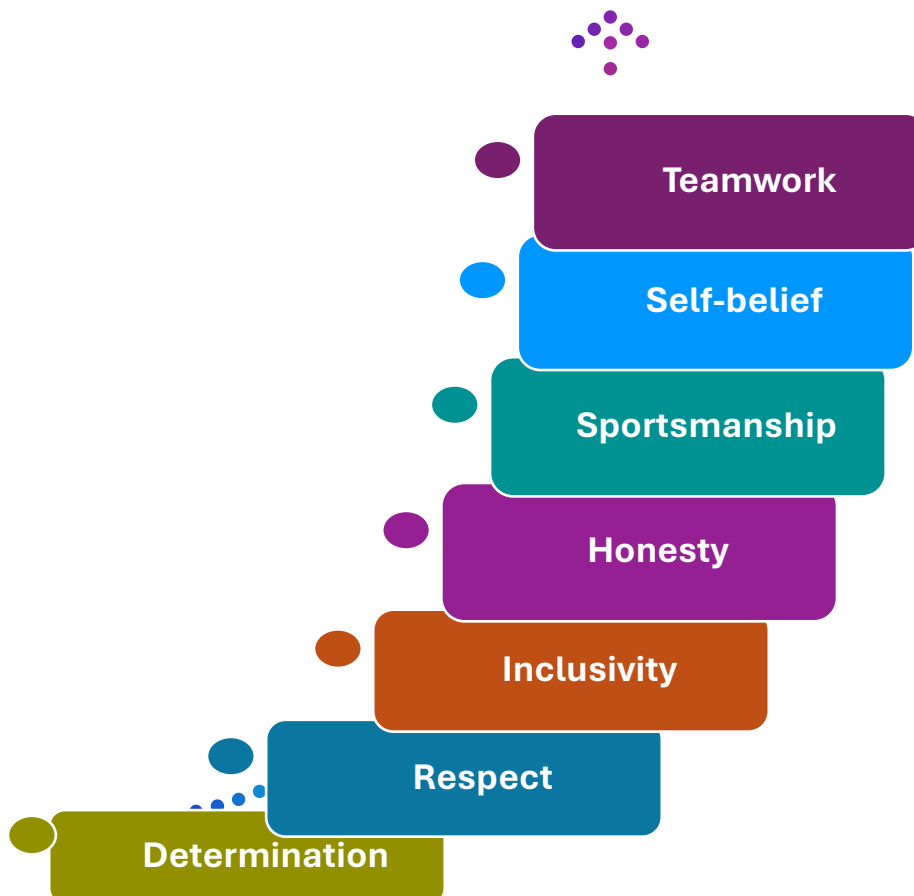 Teamwork
Self-belief
Sportsmanship
Honesty
Inclusivity
Respect
Determination